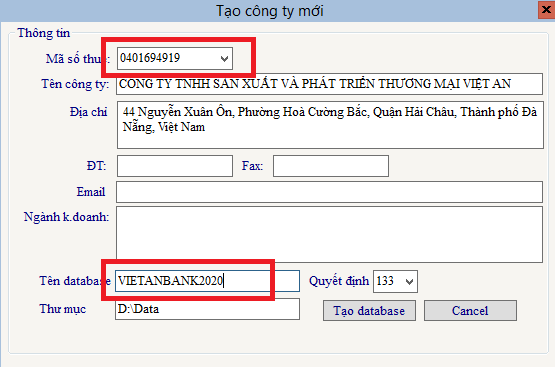 Tạo công ty mới
Thông tin
Mã số thuế: 0401694919
Tên công ty: CÔNG TY TNHH SẢN XUẤT VÀ PHÁT TRIỂN THƯƠNG MẠI VIỆT AN
Địa chỉ 44 Nguyễn Xuân Ôn, Phường Hoà Cường Bắc, Quận Hải Châu, Thành phố Đà
Nẵng, Việt Nam
ĐT: Fax:
Email
Ngành k.doanh:
Tên database VIETANBANK2020 Quyết định 133
Thư mục D:\Data Tạo database Cancel